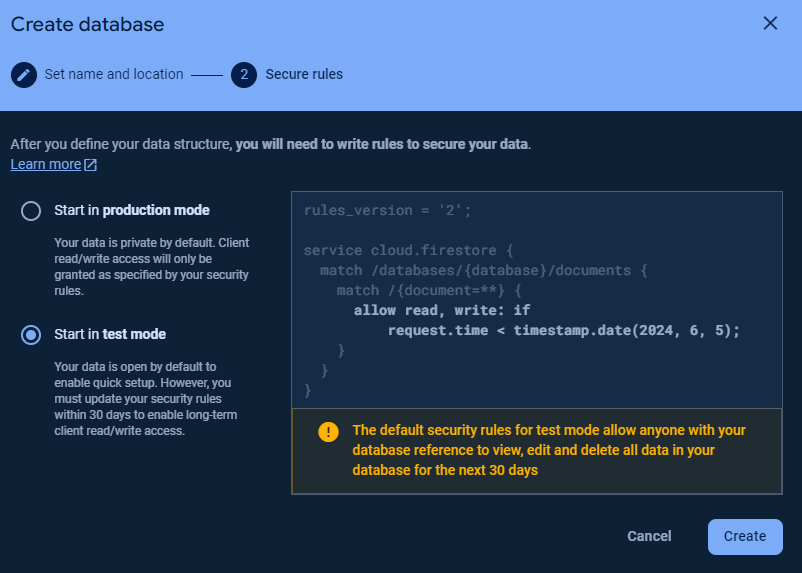 Create database
Set name and location
2 Secure rules
After you define your data structure, you will need to write rules to secure your data.
Learn more
Start in production mode
Your data is private by default. Client
read/write access will only be
granted as specified by your security
rules.
Start in test mode
Your data is open by default to
enable quick setup. However, you
must update your security rules
within 30 days to enable long-term
client read/write access.
rules_version = '2';
service cloud.firestore {
  match /databases/{database}/documents {
    match /{document=**} {
      allow read, write: if
          request.time < timestamp.date(2024, 6, 5);
    }
  }
}
The default security rules for test mode allow anyone with your
database reference to view, edit and delete all data in your
database for the next 30 days
Cancel
Create